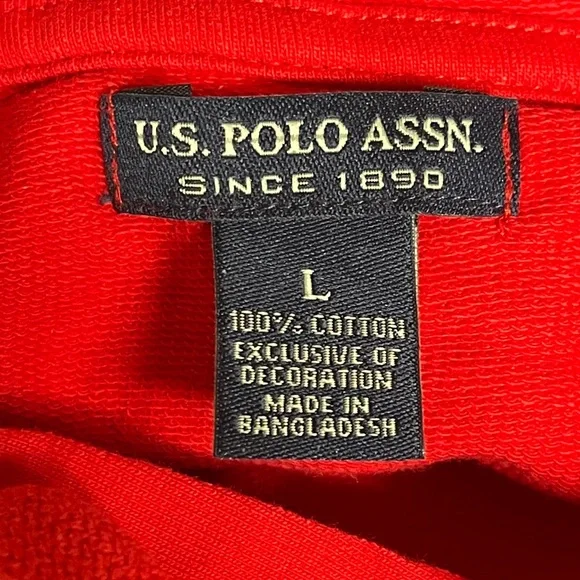 U.S. POLO ASSN.
SINCE 1890
L
100% COTTON
EXCLUSIVE OF
DECORATION
MADE IN
BANGLADESH